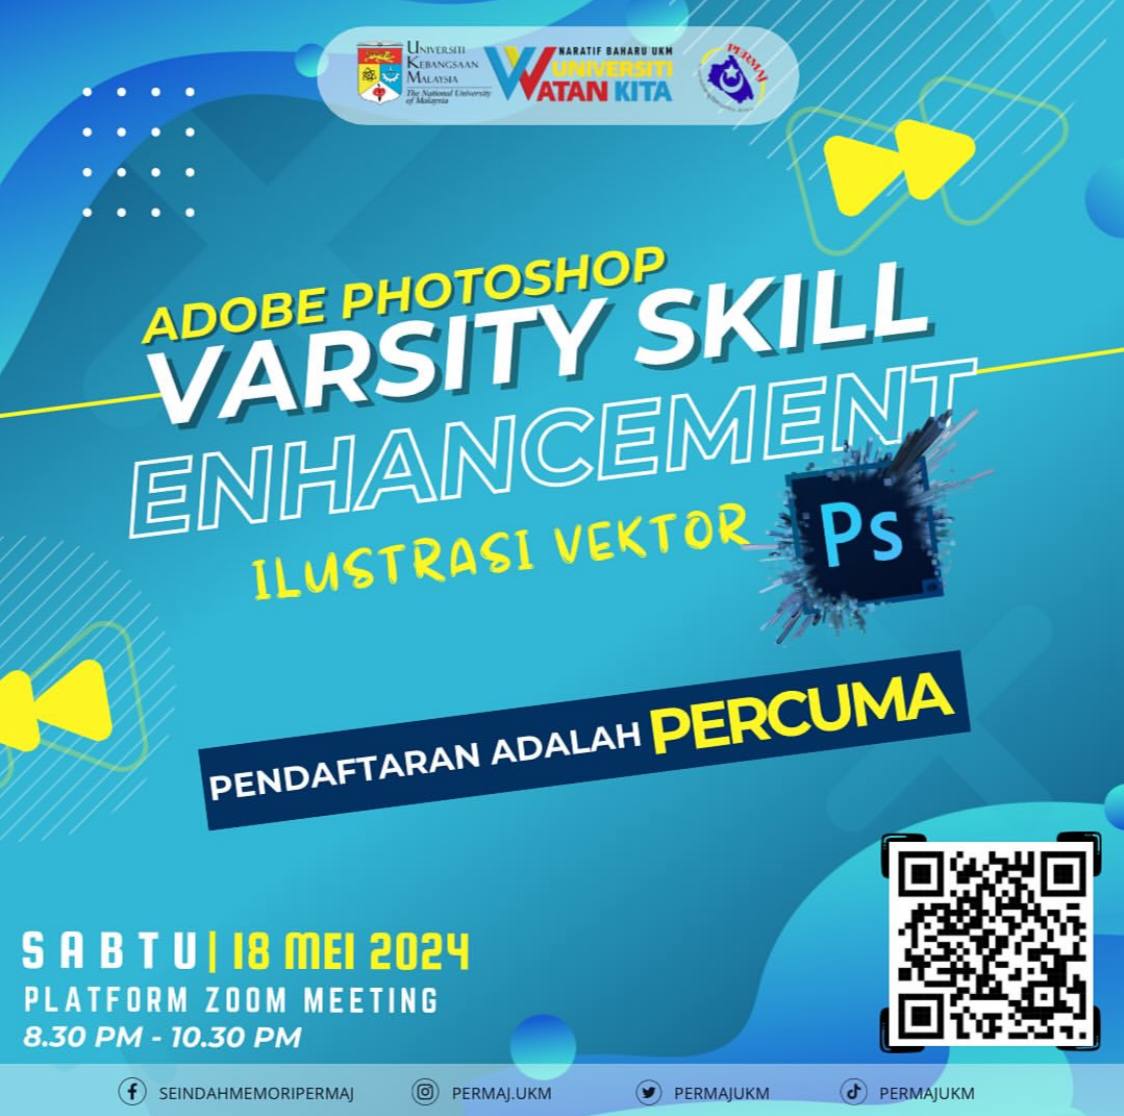 UNIVERSITI
KEBANGSAAN
MALAYSIA
The National University
of Malaysia
NARATIF BAHARU UKM
UNIVERSITI
WATAN KITA
PERMAJ
ADOBE PHOTOSHOP
VARSITY SKILL
ENHANCEMENT
ILUSTRASI VEKTOR
Ps
PENDAFTARAN ADALAH PERCUMA
SABTU| 18 MEI 2024
PLATFORM ZOOM MEETING
8.30 PM - 10.30 PM
SEINDAHMEMORIPERMAJ
PERMAJ.UKM
PERMAJUKM
PERMAJUKM